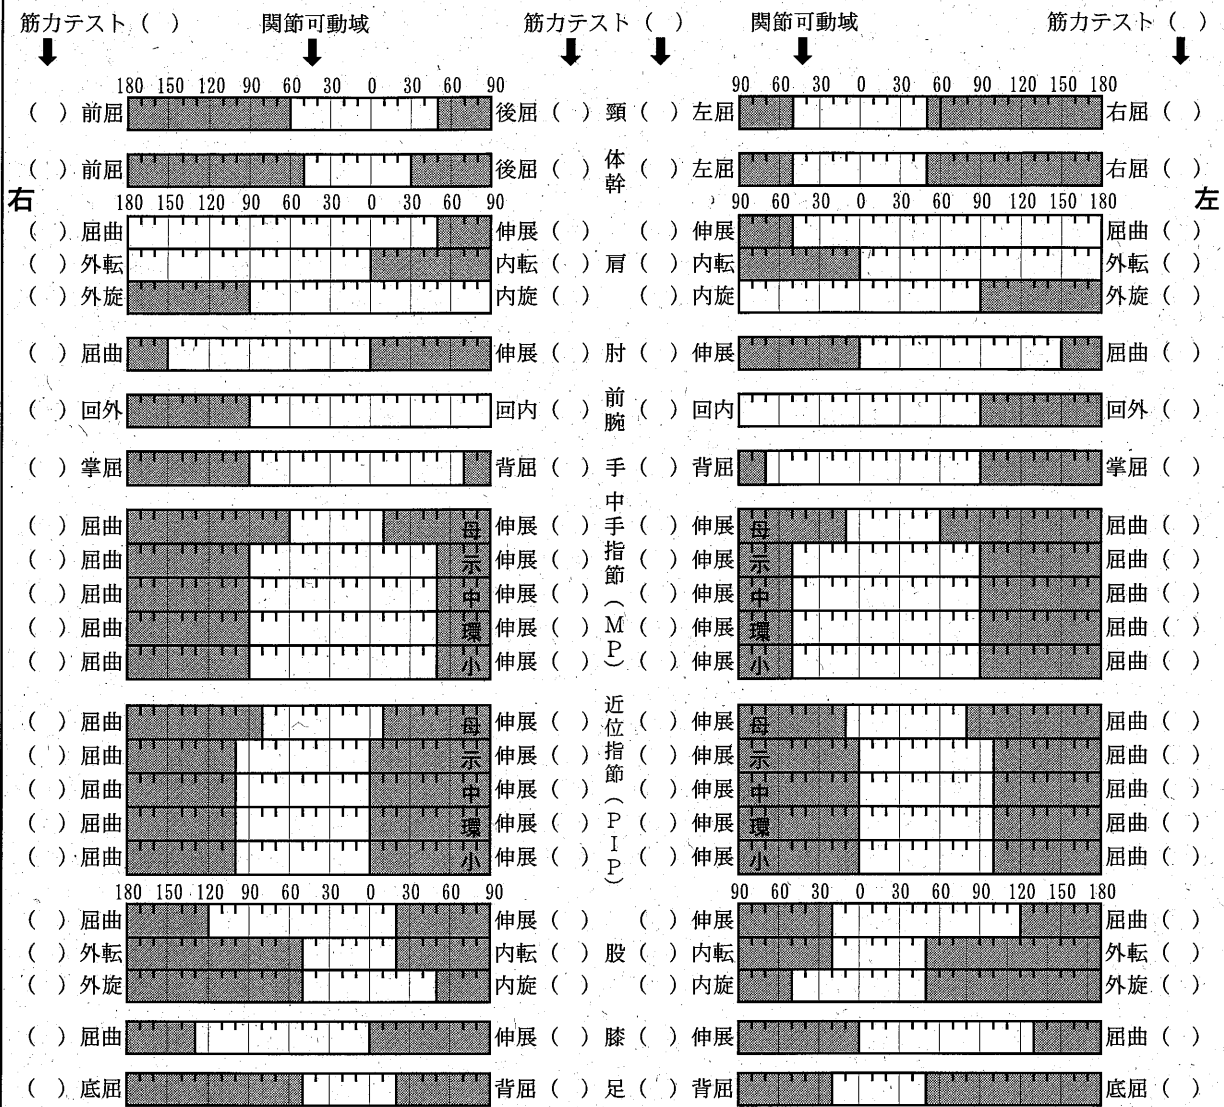 筋力テスト（ ） 関節可動域 筋力テスト（ ） 関節可動域 筋力テスト（ ）
180 150 120 90 60 30 0 30 60 90 90 60 30 0 30 60 90 120 150 180
（ ）前屈 後屈（ ）頸（ ）左屈 右屈（ ）
（ ）前屈 後屈（ ）体幹（ ）左屈 右屈（ ）
右 180 150 120 90 60 30 0 30 60 90 90 60 30 0 30 60 90 120 150 180 左
（ ）屈曲 伸展（ ） （ ）伸展 屈曲（ ）
（ ）外転 内転（ ）肩（ ）内転 外転（ ）
（ ）外旋 内旋（ ） （ ）内旋 外旋（ ）
（ ）屈曲 伸展（ ）肘（ ）伸展 屈曲（ ）
（ ）回外 回内（ ）前腕（ ）回内 回外（ ）
（ ）掌屈 背屈（ ）手（ ）背屈 掌屈（ ）
中手指節（MP）
（ ）屈曲 母 伸展（ ） （ ）伸展 母 屈曲（ ）
（ ）屈曲 示 伸展（ ） （ ）伸展 示 屈曲（ ）
（ ）屈曲 中 伸展（ ） （ ）伸展 中 屈曲（ ）
（ ）屈曲 環 伸展（ ） （ ）伸展 環 屈曲（ ）
（ ）屈曲 小 伸展（ ） （ ）伸展 小 屈曲（ ）
近位指節（PIP）
（ ）屈曲 母 伸展（ ） （ ）伸展 母 屈曲（ ）
（ ）屈曲 示 伸展（ ） （ ）伸展 示 屈曲（ ）
（ ）屈曲 中 伸展（ ） （ ）伸展 中 屈曲（ ）
（ ）屈曲 環 伸展（ ） （ ）伸展 環 屈曲（ ）
（ ）屈曲 小 伸展（ ） （ ）伸展 小 屈曲（ ）
180 150 120 90 60 30 0 30 60 90 90 60 30 0 30 60 90 120 150 180
（ ）屈曲 伸展（ ） （ ）伸展 屈曲（ ）
（ ）外転 内転（ ）股（ ）内転 外転（ ）
（ ）外旋 内旋（ ） （ ）内旋 外旋（ ）
（ ）屈曲 伸展（ ）膝（ ）伸展 屈曲（ ）
（ ）底屈 背屈（ ）足（ ）背屈 底屈（ ）